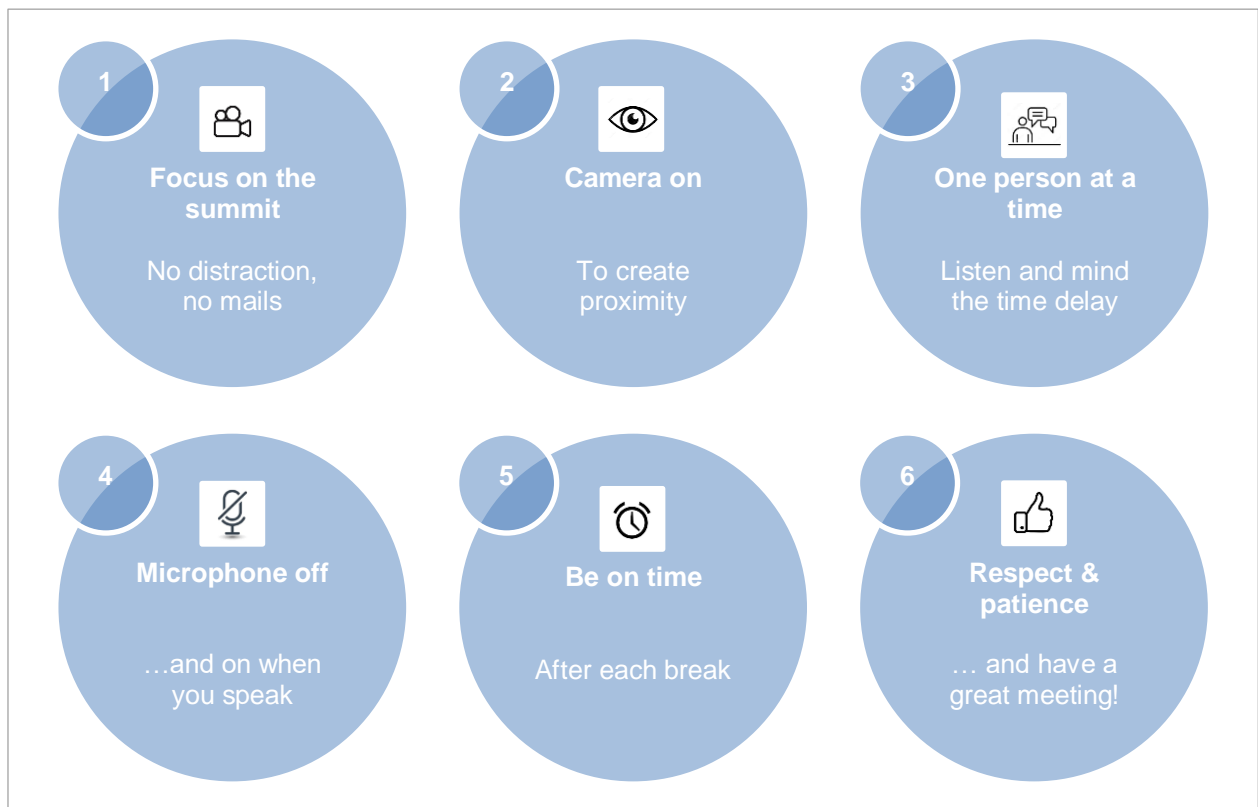 1
Focus on the
summit
No distraction,
no mails
2
Camera on
To create
proximity
3
One person at a
time
Listen and mind
the time delay
4
Microphone off
…and on when
you speak
5
Be on time
After each break
6
Respect &
patience
… and have a
great meeting!